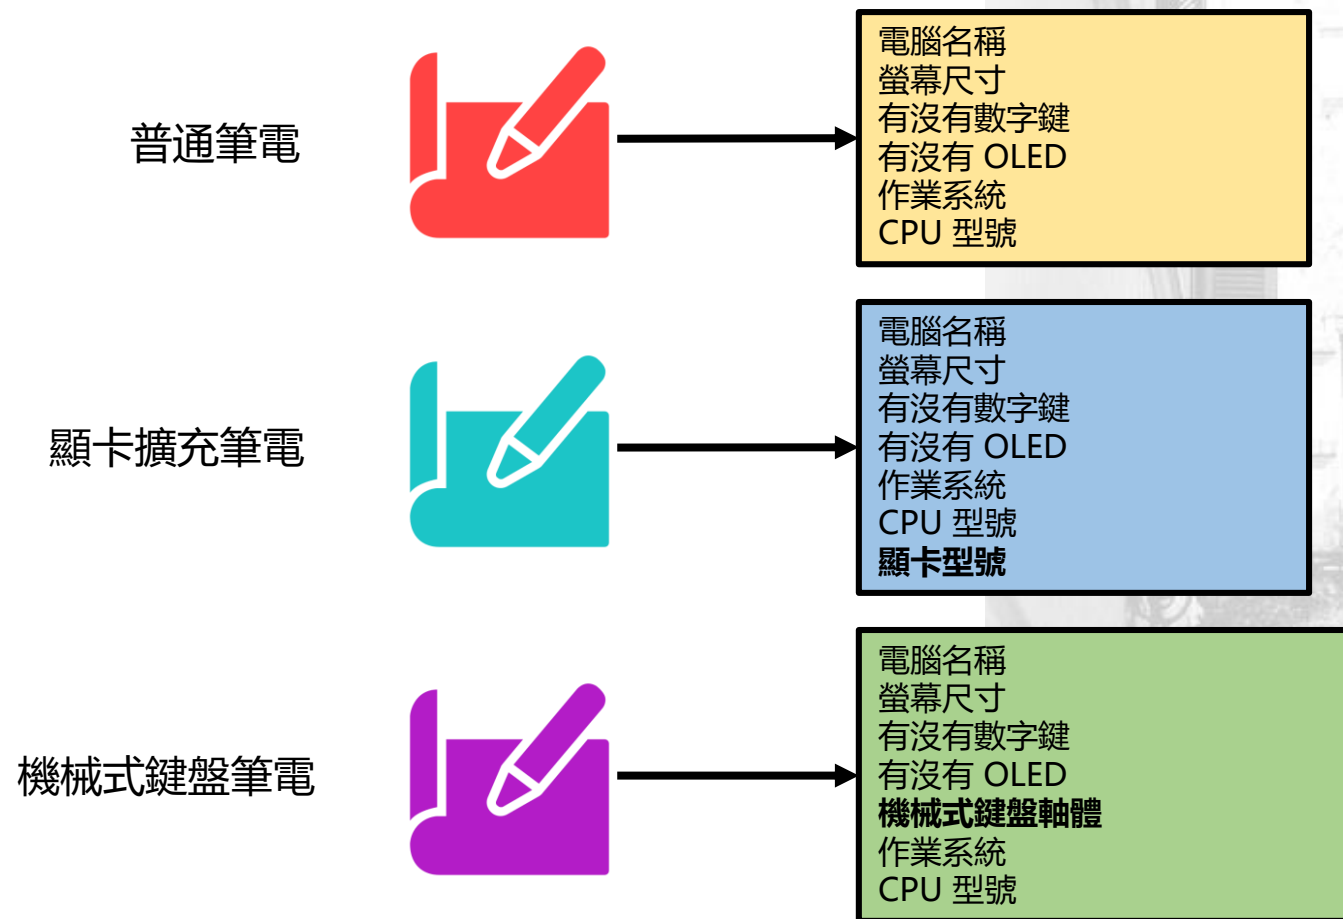 普通筆電
電腦名稱
螢幕尺寸
有沒有數字鍵
有沒有 OLED
作業系統
CPU 型號
顯卡擴充筆電
電腦名稱
螢幕尺寸
有沒有數字鍵
有沒有 OLED
作業系統
CPU 型號
顯卡型號
機械式鍵盤筆電
電腦名稱
螢幕尺寸
有沒有數字鍵
有沒有 OLED
機械式鍵盤軸體
作業系統
CPU 型號